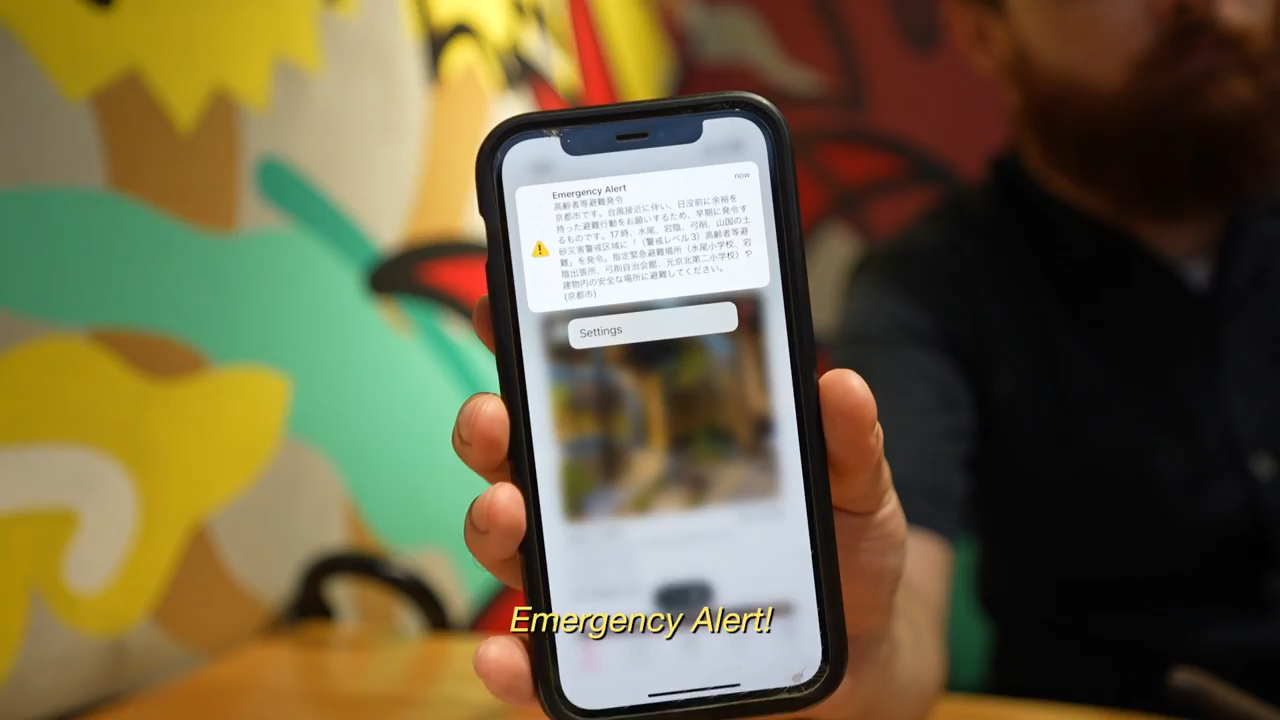 now
Emergency Alert
高齢者等避難発令
京都市です。台風接近に伴い、日没前に余裕を
持った避難行動をお願いするため、早期に発令す
るものです。17時、水尾、宕陰、弓削、山国の土
砂災害警戒区域に「（警戒レベル3）高齢者等避
難」を発令。指定緊急避難場所（水尾小学校、宕
陰出張所、弓削自治会館、元京北第二小学校）や
建物内の安全な場所に避難してください。
(京都市)
Settings
Emergency Alert!